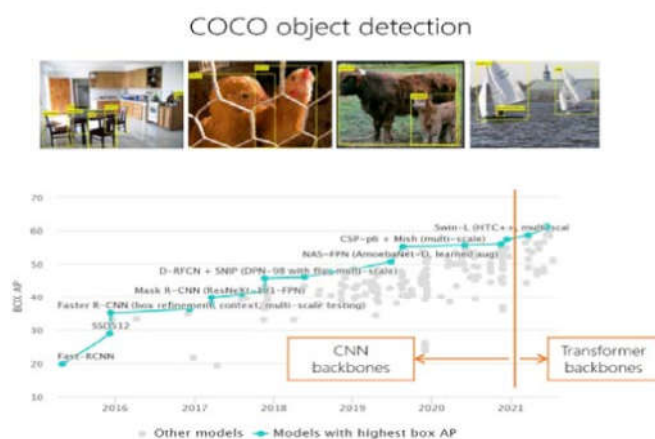 COCO object detection
70
60
50
40
30
20
10
BOX AP
Swin-L (HTC++, multi-scal
CSP-p6 + Mish (multi-scale)
NAS-FPN (AmoebaNet-D, learned aug)
D-RFCN + SNIP (DPN-98 with flip, multi-scale)
Mask R-CNN (ResNeXt-101-FPN)
Faster R-CNN (box refinement, context, multi-scale testing)
SSD512
Fast-RCNN
CNN
backbones
Transformer
backbones
2016 2017 2018 2019 2020 2021
Other models Models with highest box AP